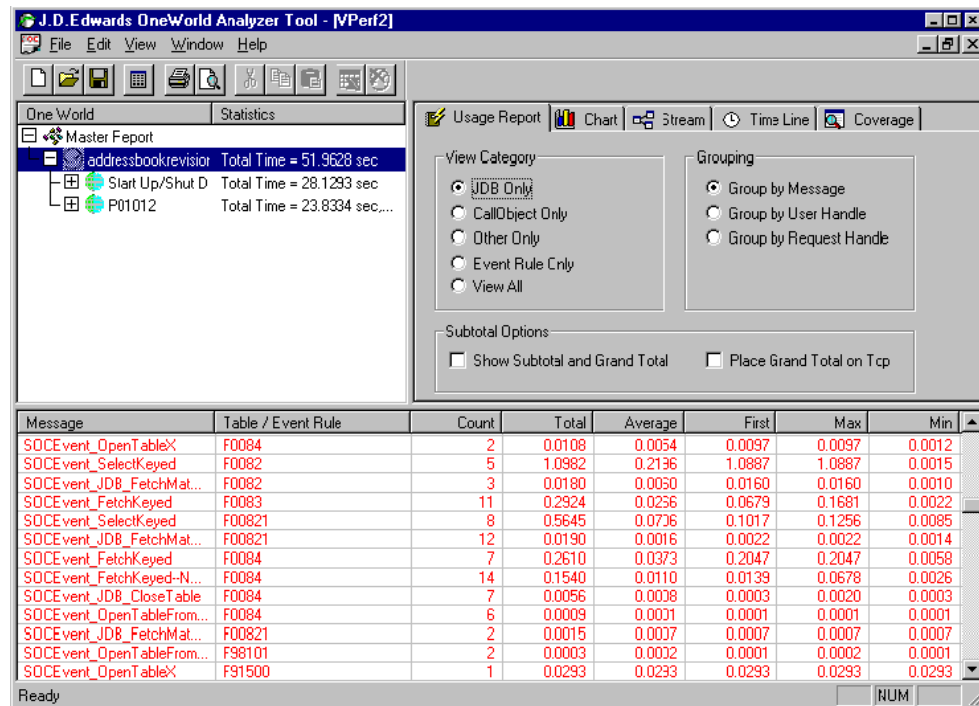 J.D.Edwards OneWorld Analyzer Tool - [VPerf2]
File Edit View Window Help
One World Statistics
Master Feport
addressbookrevisior Total Time = 51.9628 sec
Start Up/Shut D Total Time = 28.1293 sec
P01012 Total Time = 23.8334 sec,...
Usage Report Chart Stream Time Line Coverage
View Category
JDB Only
CallObject Only
Other Only
Event Rule Only
View All
Grouping
Group by Message
Group by User Handle
Group by Request Handle
Subtotal Options
Show Subtotal and Grand Total Place Grand Total on Top
Message Table / Event Rule Count Total Average First Max Min
SOCEvent_OpenTableX F0084 2 0.0108 0.0054 0.0097 0.0097 0.0012
SOCEvent_SelectKeyed F0082 5 1.0982 0.2196 1.0887 1.0887 0.0015
SOCEvent_JDB_FetchMat... F0082 3 0.0180 0.0060 0.0160 0.0160 0.0010
SOCEvent_FetchKeyed F0083 11 0.2924 0.0266 0.0679 0.1681 0.0022
SOCEvent_SelectKeyed F00821 8 0.5645 0.0706 0.1017 0.1256 0.0085
SOCEvent_JDB_FetchMat... F00821 12 0.0190 0.0016 0.0022 0.0022 0.0014
SOCEvent_FetchKeyed F0084 7 0.2610 0.0373 0.2047 0.2047 0.0058
SOCEvent_FetchKeyed--N... F0084 14 0.1540 0.0110 0.0139 0.0678 0.0026
SOCEvent_JDB_CloseTable F0084 7 0.0056 0.0008 0.0003 0.0020 0.0003
SOCEvent_OpenTableFrom... F0084 6 0.0009 0.0001 0.0001 0.0001 0.0001
SOCEvent_JDB_FetchMat... F00821 2 0.0015 0.0007 0.0007 0.0007 0.0007
SOCEvent_OpenTableFrom... F98101 2 0.0003 0.0002 0.0001 0.0002 0.0001
SOCEvent_OpenTableX F91500 1 0.0293 0.0293 0.0293 0.0293 0.0293
Ready NUM